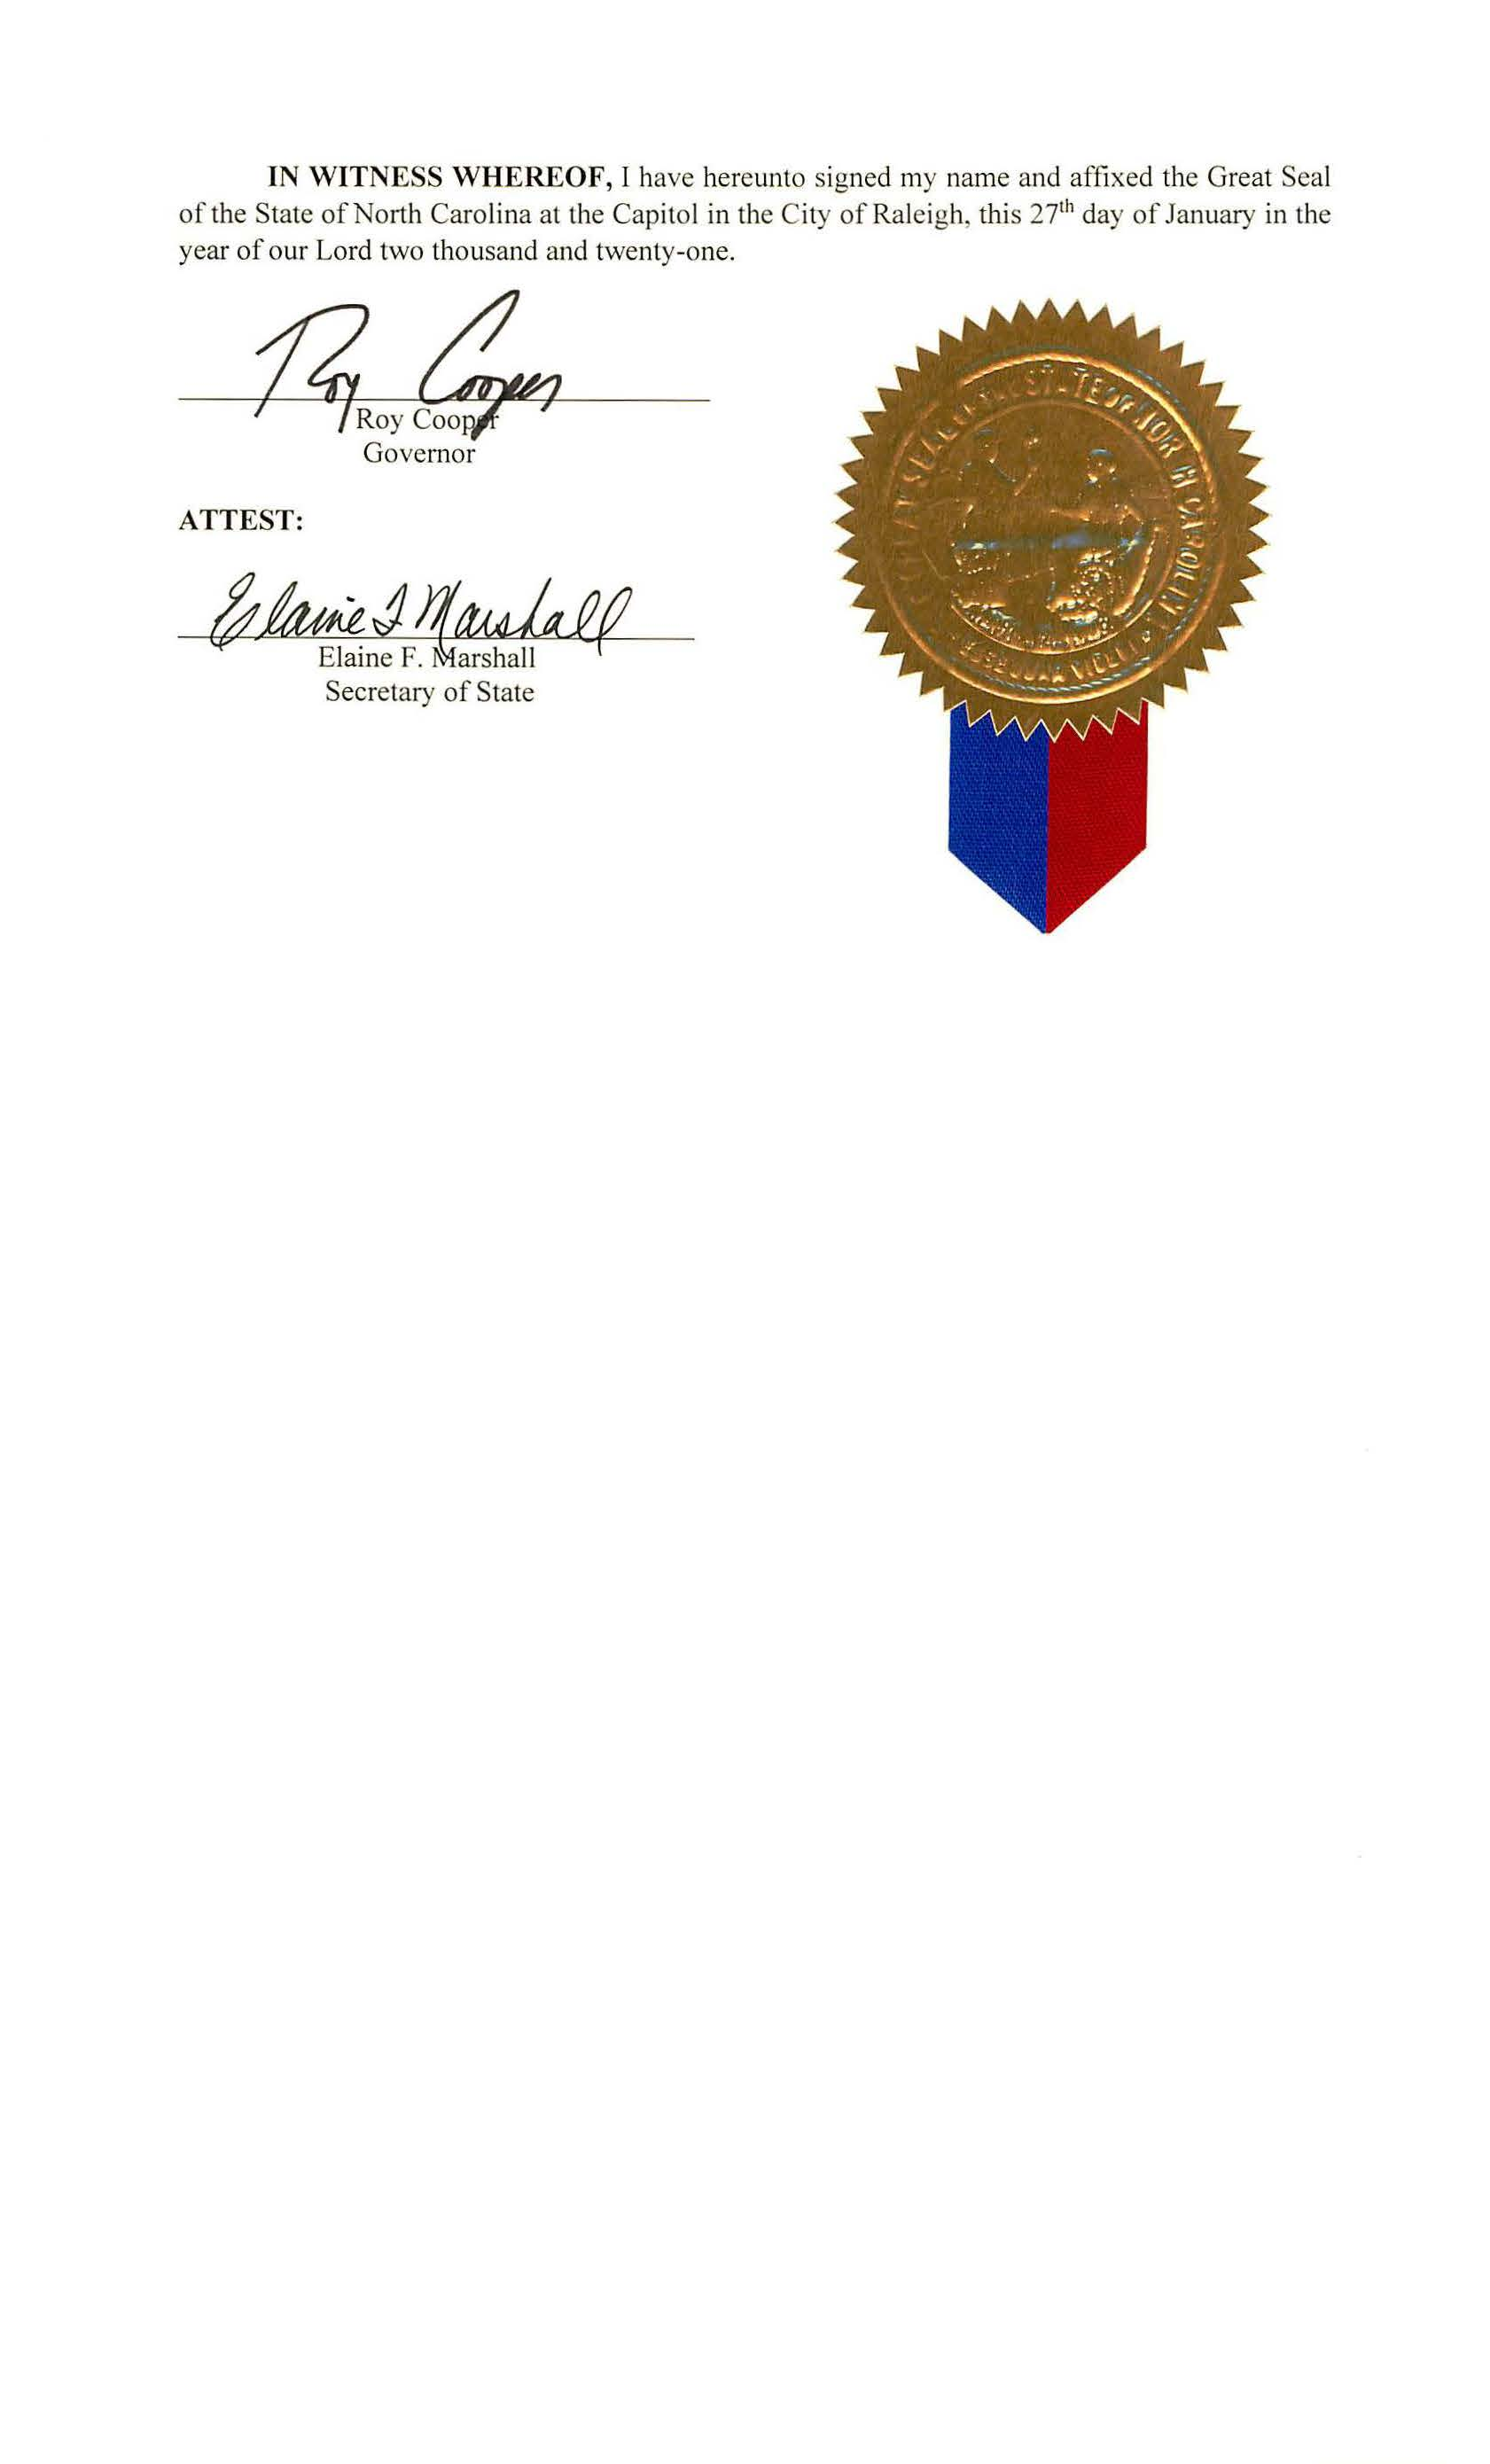 IN WITNESS WHEREOF, I have hereunto signed my name and affixed the Great Seal
of the State of North Carolina at the Capitol in the City of Raleigh, this 27th day of January in the
year of our Lord two thousand and twenty-one.
Roy Cooper
Roy Cooper
Governor
ATTEST:
Elaine F Marshall
Elaine F. Marshall
Secretary of State
SEAL